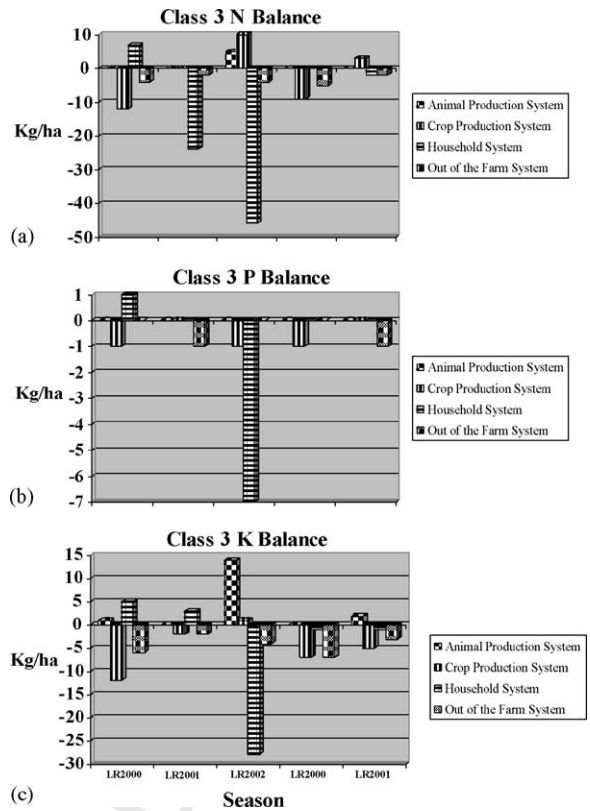 Class 3 N Balance
10
0
-10
-20
-30
-40
-50
Kg/ha
Animal Production System
Crop Production System
Household System
Out of the Farm System
(a)
Class 3 P Balance
1
0
-1
-2
-3
-4
-5
-6
-7
Kg/ha
Animal Production System
Crop Production System
Household System
Out of the Farm System
(b)
Class 3 K Balance
15
10
5
0
-5
-10
-15
-20
-25
-30
Kg/ha
Animal Production System
Crop Production System
Household System
Out of the Farm System
LR2000 LR2001 LR2002 LR2000 LR2001
(c)
Season